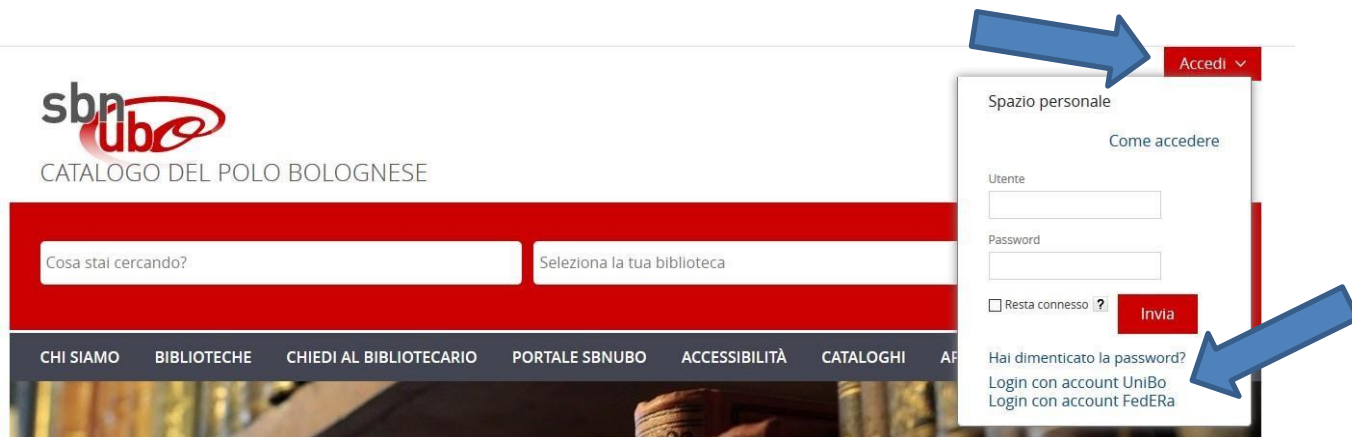 Accedi
sbn
ubo
CATALOGO DEL POLO BOLOGNESE
Spazio personale
Come accedere
Utente
Password
Resta connesso ?
Invia
Hai dimenticato la password?
Login con account UniBo
Login con account FedERa
Cosa stai cercando?
Seleziona la tua biblioteca
CHI SIAMO BIBLIOTECHE CHIEDI AL BIBLIOTECARIO PORTALE SBNUBO ACCESSIBILITÀ CATALOGHI